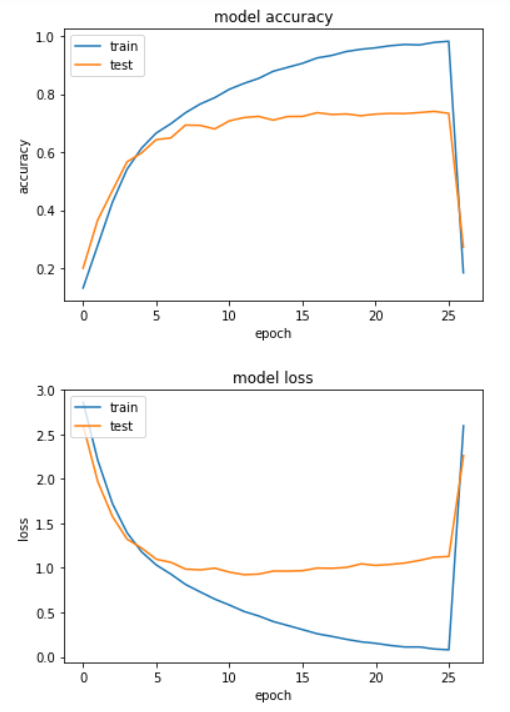 model accuracy
1.0
0.8
0.6
0.4
0.2
accuracy
train
test
0 5 10 15 20 25
epoch
model loss
3.0
2.5
2.0
1.5
1.0
0.5
0.0
loss
train
test
0 5 10 15 20 25
epoch